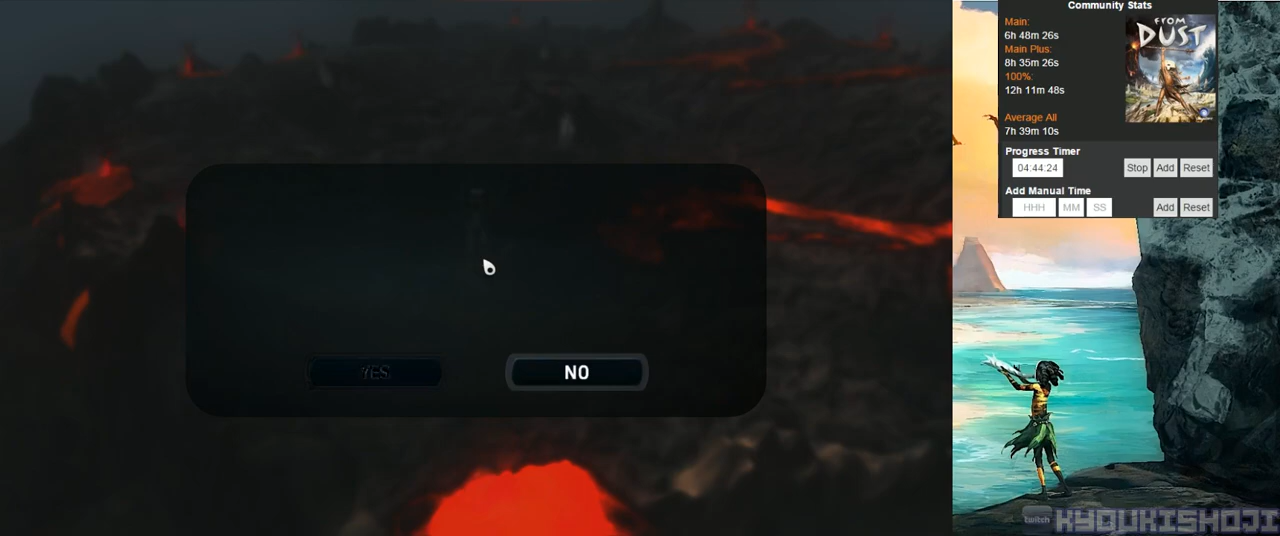 YES
NO
Community Stats
Main:
6h 48m 26s
Main Plus:
8h 35m 26s
100%:
12h 11m 48s
Average All
7h 39m 10s
FROM
DUST
Progress Timer
04:44:24
Stop
Add
Reset
Add Manual Time
HHH
MM
SS
Add
Reset
twitch
KYOUKISHOJI